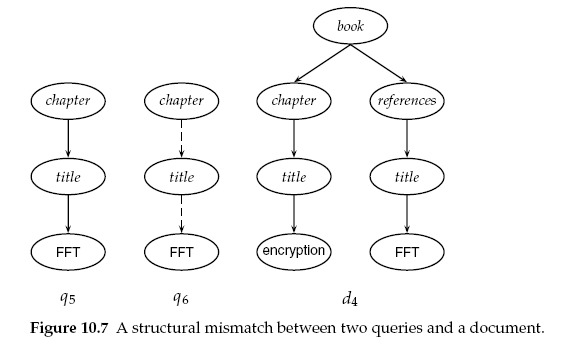 book
chapter chapter chapter references
title title title title
FFT FFT encryption FFT
q5 q6 d4
Figure 10.7 A structural mismatch between two queries and a document.